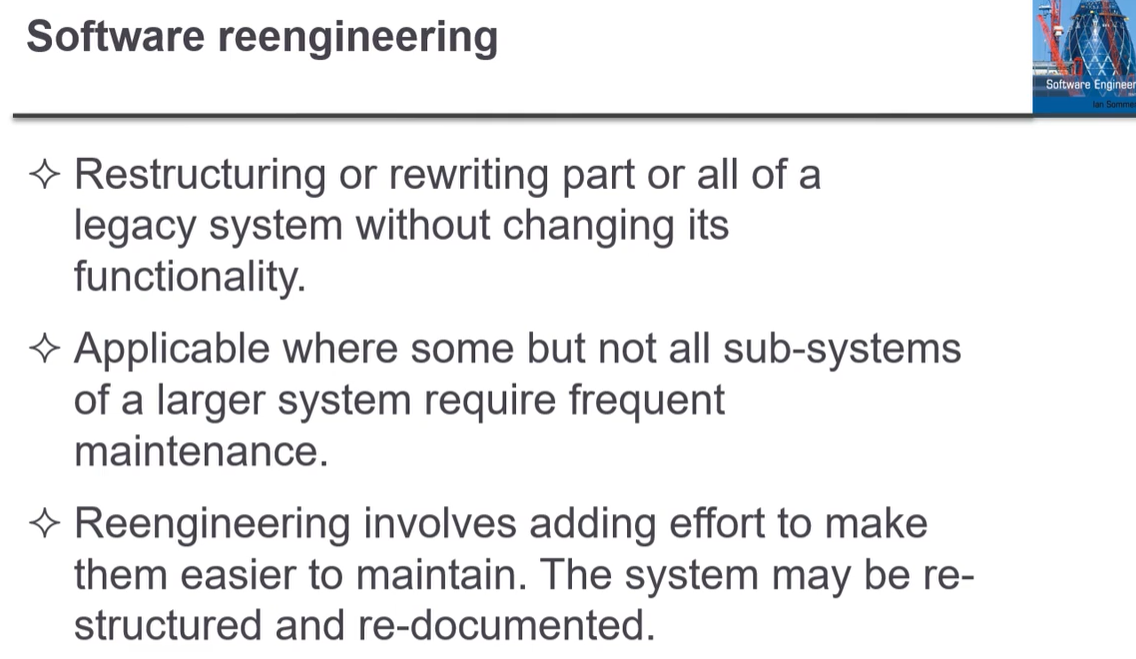 Software reengineering
Software Engineer
Ian Somme
✧ Restructuring or rewriting part or all of a
legacy system without changing its
functionality.
✧ Applicable where some but not all sub-systems
of a larger system require frequent
maintenance.
✧ Reengineering involves adding effort to make
them easier to maintain. The system may be re-
structured and re-documented.